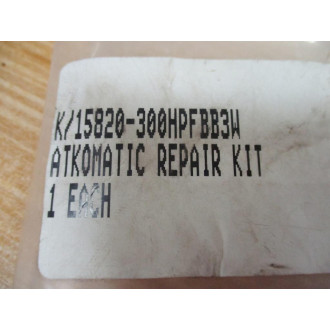 K/15820-300HPFBB3W
ATKOMATIC REPAIR KIT
1 EACH